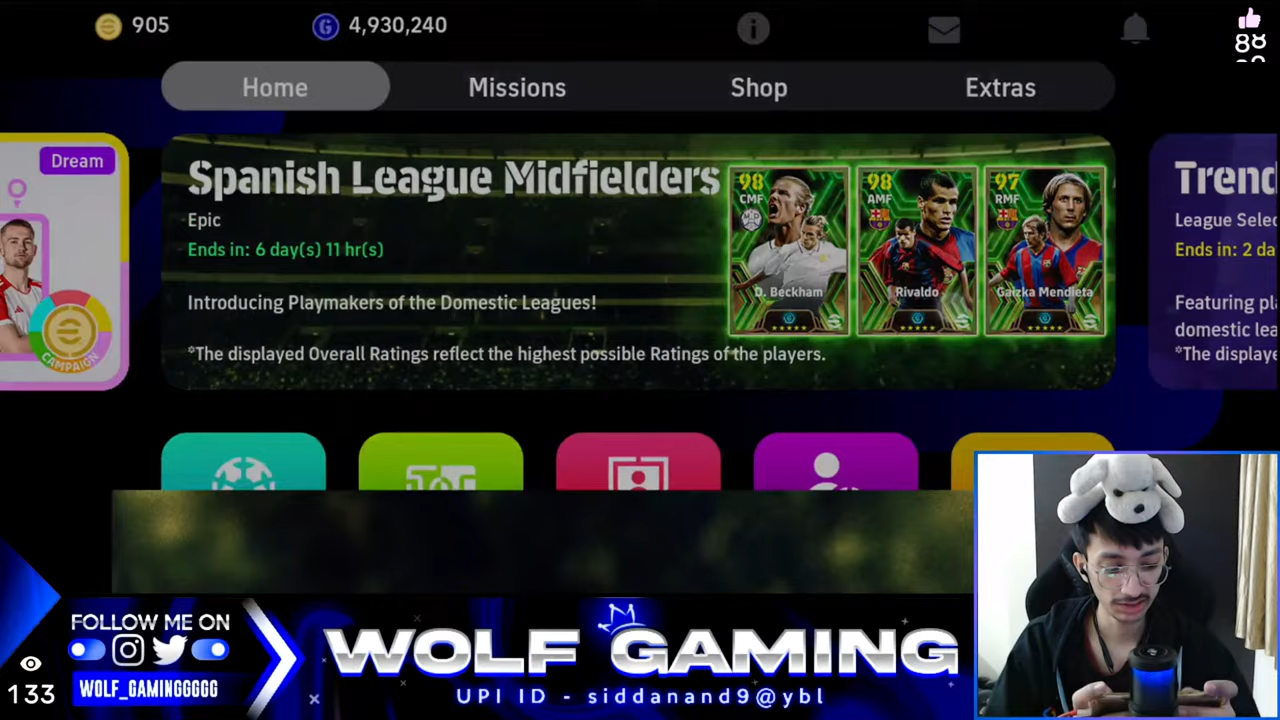 905
4,930,240
88
Home
Missions
Shop
Extras
Dream
CAMPAIGN
Spanish League Midfielders
Epic
Ends in: 6 day(s) 11 hr(s)
Introducing Playmakers of the Domestic Leagues!
*The displayed Overall Ratings reflect the highest possible Ratings of the players.
98
CMF
D. Beckham
98
AMF
Rivaldo
97
RMF
Gaizka Mendieta
Trend
League Selec
Ends in: 2 da
Featuring pl
domestic lea
*The displaye
FOLLOW ME ON
WOLF_GAMINGGGGG
133
WOLF GAMING
UPI ID - siddanand9@ybl